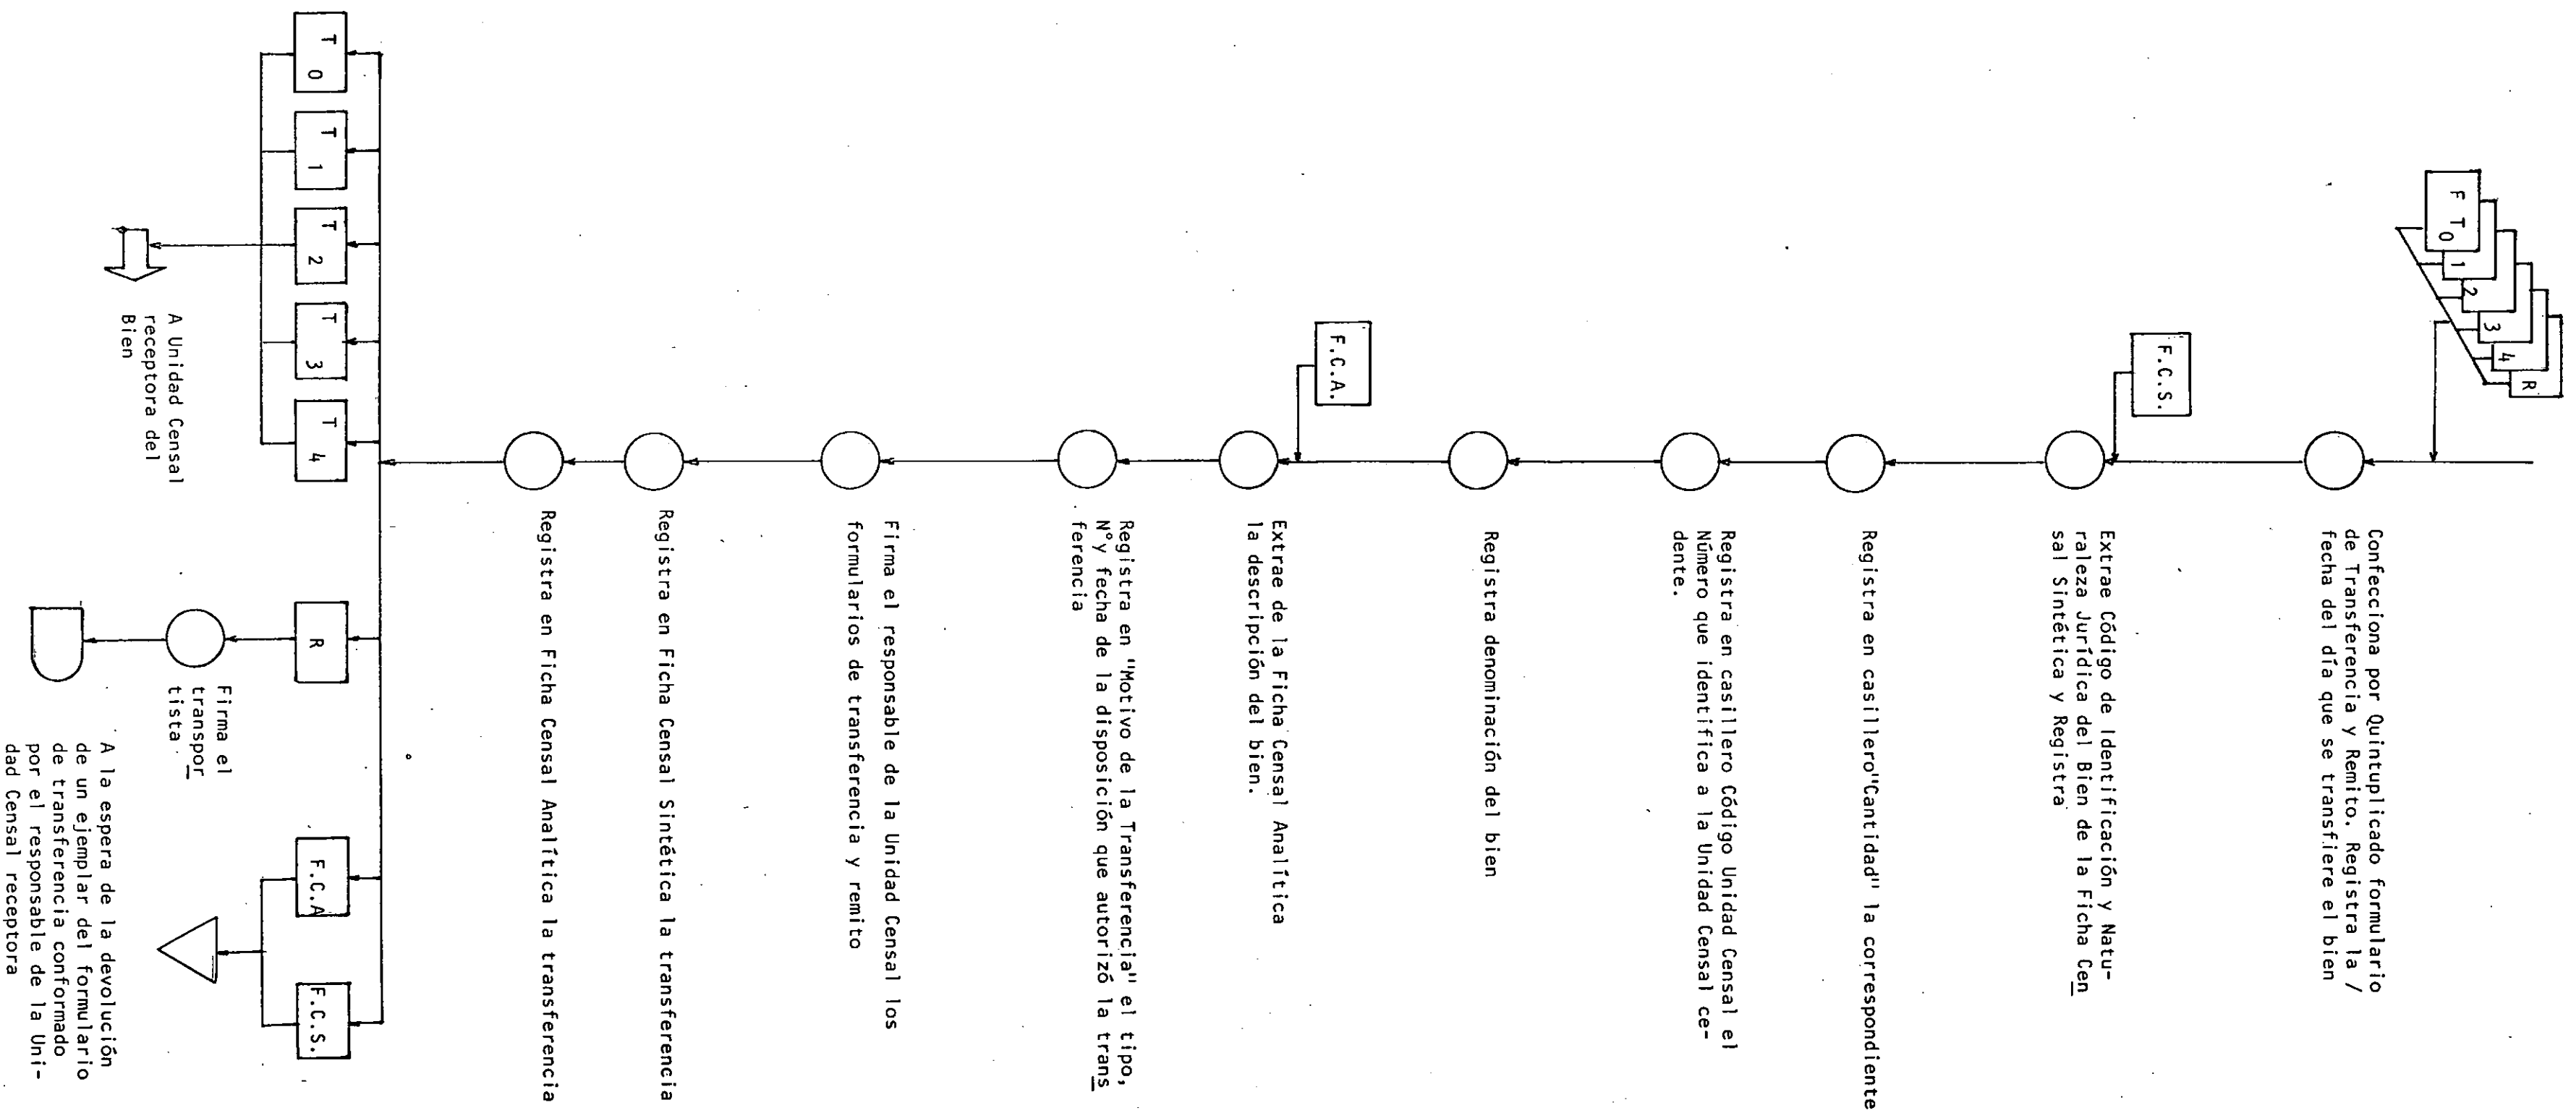 F T 0
1
2
3
4
R
Confecciona por Quintuplicado formulario
de Transferencia y Remito. Registra la /
fecha del día que se transfiere el bien
F.C.S.
Extrae Código de Identificación y Natu-
raleza Jurídica del Bien de la Ficha Cen
sal Sintética y Registra
Registra en casillero"Cantidad" la correspondiente
Registra en casillero Código Unidad Censal el
Número que identifica a la Unidad Censal ce-
dente.
Registra denominación del bien
F.C.A.
Extrae de la Ficha Censal Analítica
la descripción del bien.
Registra en "Motivo de la Transferencia" el tipo,
N°y fecha de la disposición que autorizó la trans
ferencia
Firma el responsable de la Unidad Censal los
formularios de transferencia y remito
Registra en Ficha Censal Sintética la transferencia
Registra en Ficha Censal Analítica la transferencia
T 0
T 1
T 2
T 3
T 4
R
F.C.A
F.C.S.
A Unidad Censal
receptora del
Bien
Firma el
transpor
tista
A la espera de la devolución
de un ejemplar del formulario
de transferencia conformado
por el responsable de la Uni-
dad Censal receptora